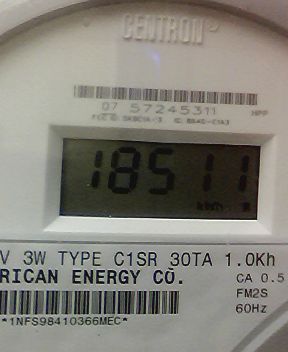 CENTRON®
07 57245311 HPP
18511
kWh
V 3W TYPE C1SR 30TA 1.0Kh
RICAN ENERGY CO.
CA 0.5
FM2S
60Hz
*1NFS98410366MEC*